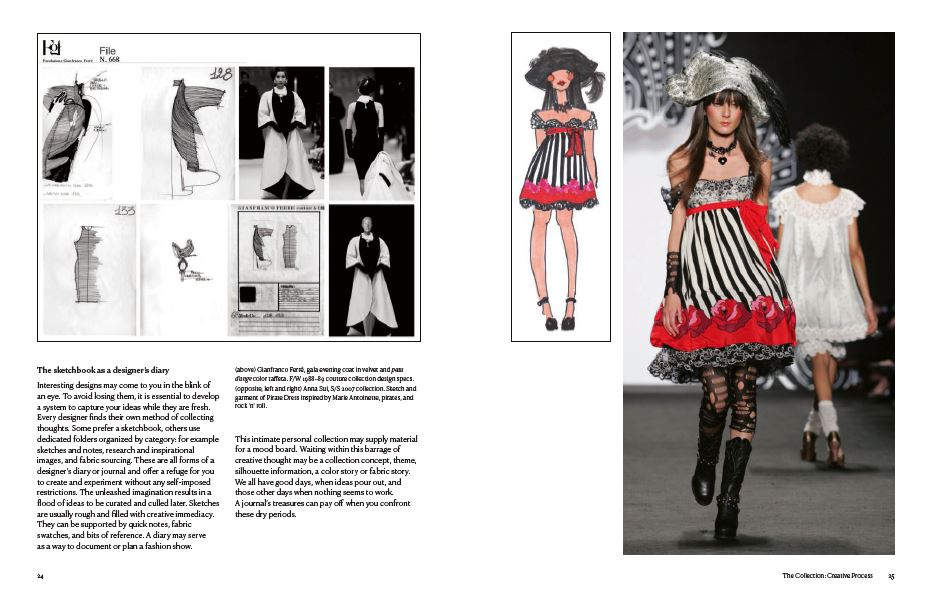 File
N. 668
Fondazione Gianfranco Ferré
128
133
GIANFRANCO FERRÉ
The sketchbook as a designer's diary
Interesting designs may come to you in the blink of
an eye. To avoid losing them, it is essential to develop
a system to capture your ideas while they are fresh.
Every designer finds their own method of collecting
thoughts. Some prefer a sketchbook, others use
dedicated folders organized by category: for example
sketches and notes, research and inspirational
images, and fabric sourcing. These are all forms of a
designer's diary or journal and offer a refuge for you
to create and experiment without any self-imposed
restrictions. The unleashed imagination results in a
flood of ideas to be curated and culled later. Sketches
are usually rough and filled with creative immediacy.
They can be supported by quick notes, fabric
swatches, and bits of reference. A diary may serve
as a way to document or plan a fashion show.
(above) Gianfranco Ferré, gala evening coat in velvet and peau
d'ange color taffeta. F/W 1988–89 couture collection design specs.
(opposite, left and right) Anna Sui, S/S 2007 collection. Sketch and
garment of Pirate Dress inspired by Marie Antoinette, pirates, and
rock 'n' roll.
This intimate personal collection may supply material
for a mood board. Waiting within this barrage of
creative thought may be a collection concept, theme,
silhouette information, a color story or fabric story.
We all have good days, when ideas pour out, and
those other days when nothing seems to work.
A journal's treasures can pay off when you confront
these dry periods.
24
The Collection: Creative Process 25